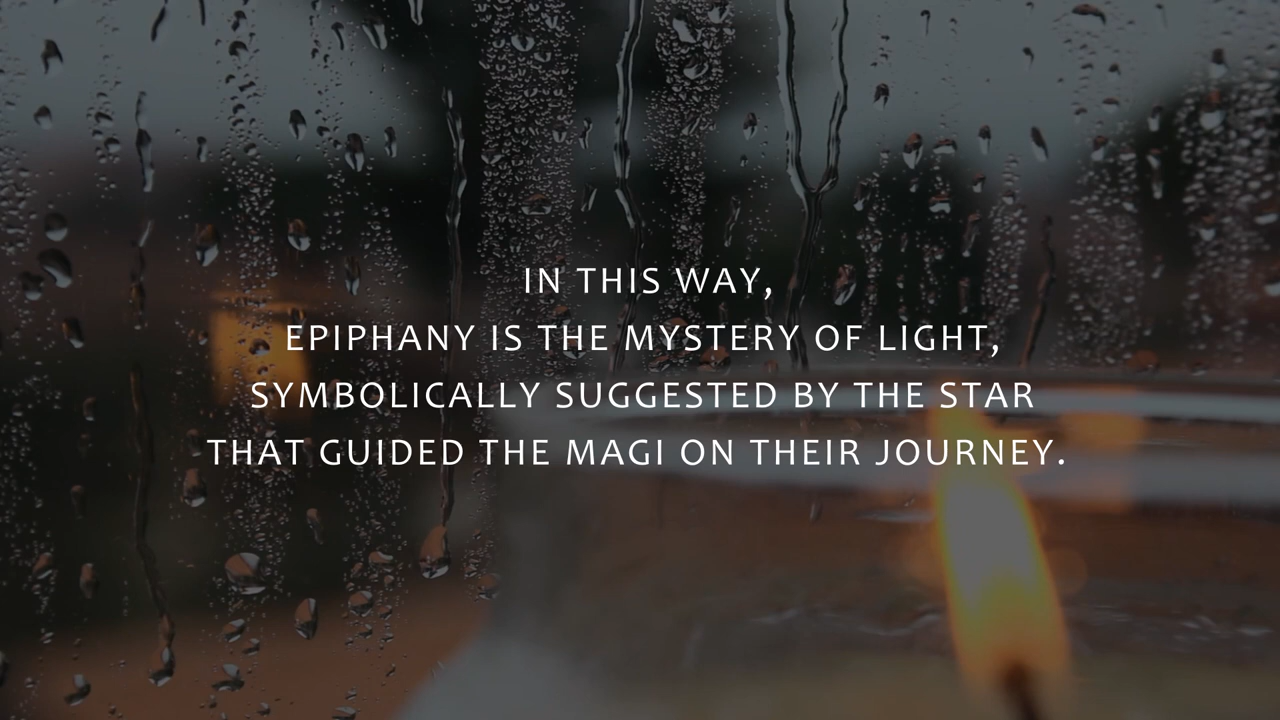 IN THIS WAY,
EPIPHANY IS THE MYSTERY OF LIGHT,
SYMBOLICALLY SUGGESTED BY THE STAR
THAT GUIDED THE MAGI ON THEIR JOURNEY.